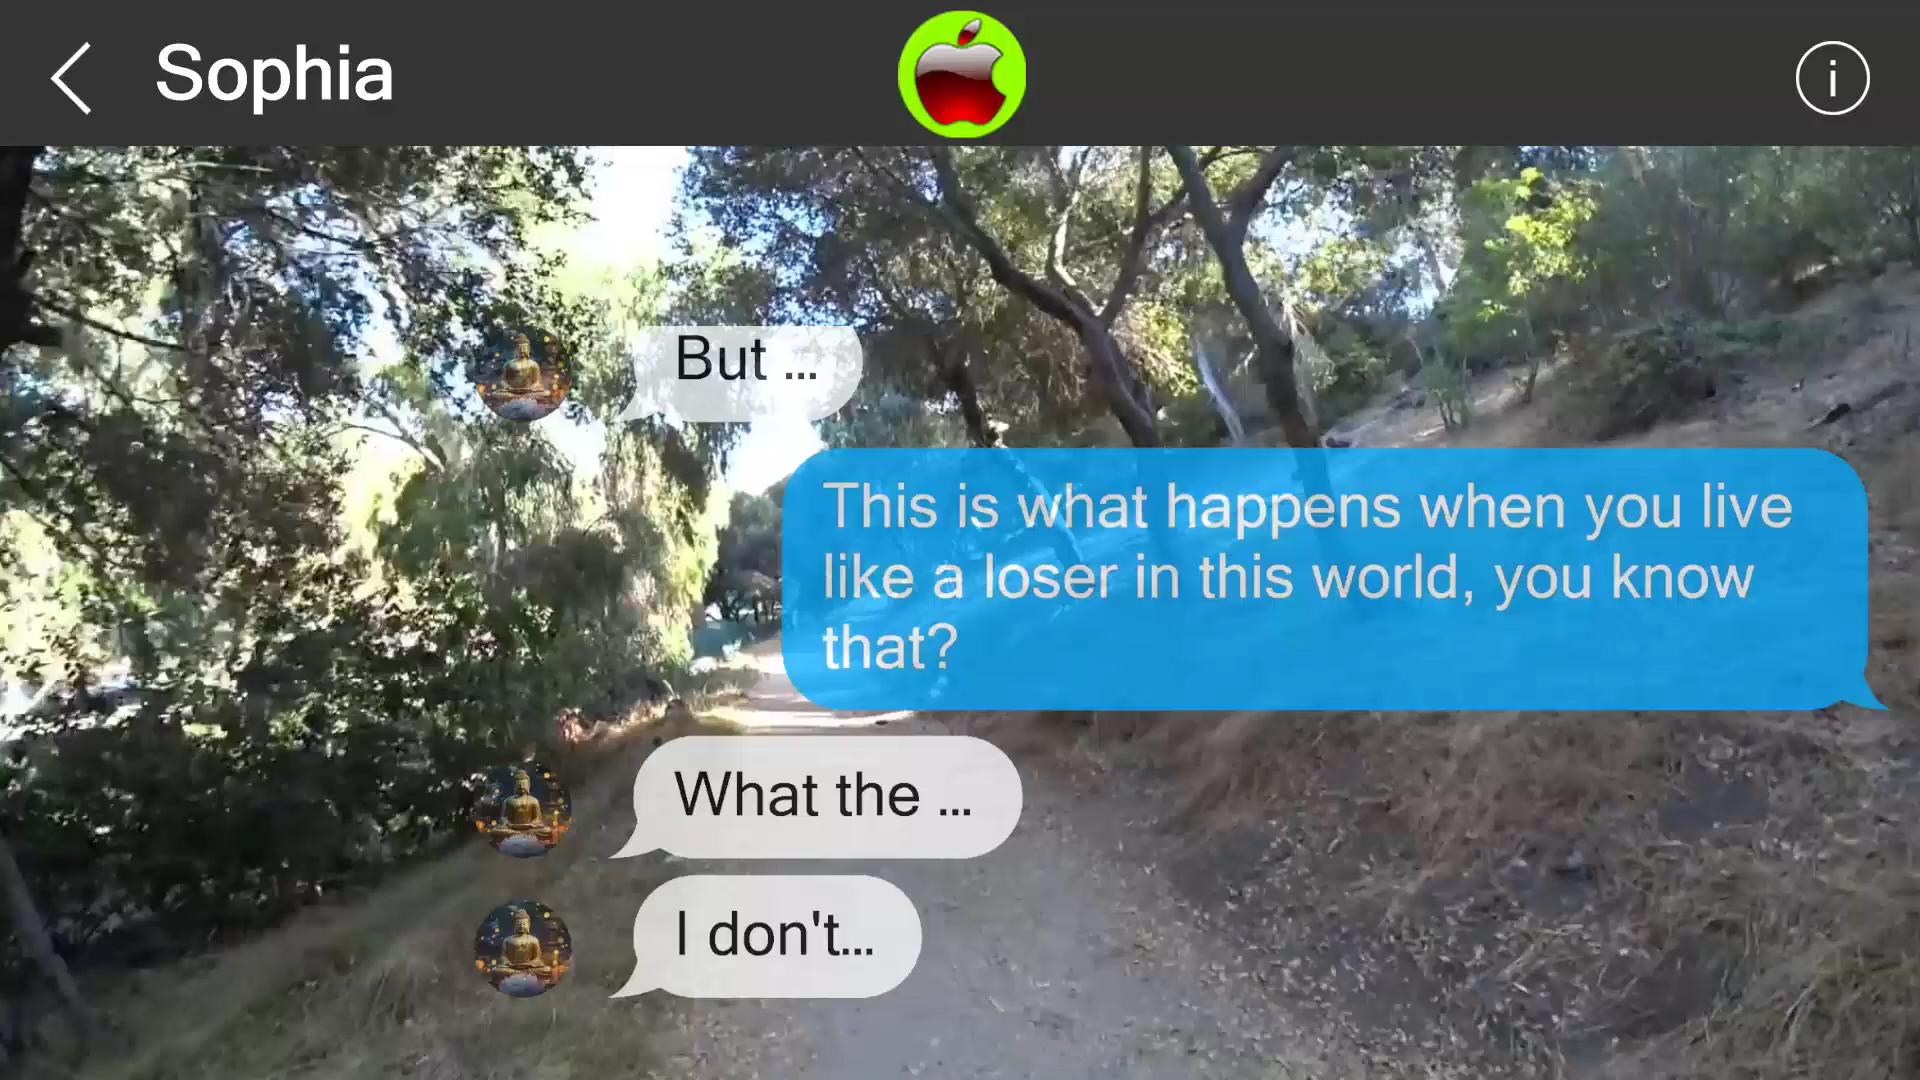 Sophia
But ...
This is what happens when you live
like a loser in this world, you know
that?
What the ...
I don't...